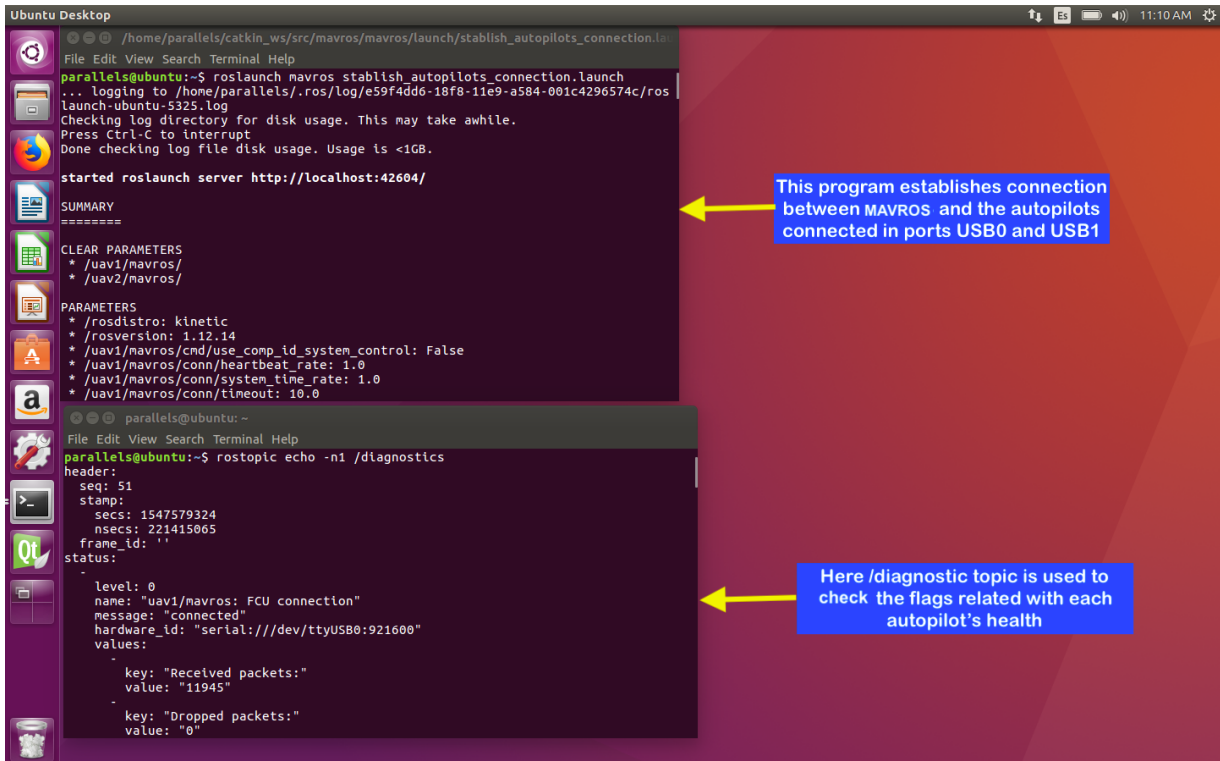 Ubuntu Desktop
Es
11:10 AM
/home/parallels/catkin_ws/src/mavros/mavros/launch/stablish_autopilots_connection.la
File Edit View Search Terminal Help
parallels@ubuntu:~$ roslaunch mavros stablish_autopilots_connection.launch
... logging to /home/parallels/.ros/log/e59f4dd6-18f8-11e9-a584-001c4296574c/ros
launch-ubuntu-5325.log
Checking log directory for disk usage. This may take awhile.
Press Ctrl-C to interrupt
Done checking log file disk usage. Usage is <1GB.
started roslaunch server http://localhost:42604/
SUMMARY
========
CLEAR PARAMETERS
* /uav1/mavros/
* /uav2/mavros/
PARAMETERS
* /rosdistro: kinetic
* /rosversion: 1.12.14
* /uav1/mavros/cmd/use_comp_id_system_control: False
* /uav1/mavros/conn/heartbeat_rate: 1.0
* /uav1/mavros/conn/system_time_rate: 1.0
* /uav1/mavros/conn/timeout: 10.0
This program establishes connection
between MAVROS and the autopilots
connected in ports USB0 and USB1
parallels@ubuntu: ~
File Edit View Search Terminal Help
parallels@ubuntu:~$ rostopic echo -n1 /diagnostics
header:
seq: 51
stamp:
secs: 1547579324
nsecs: 221415065
frame_id: ''
status:
-
level: 0
name: "uav1/mavros: FCU connection"
message: "connected"
hardware_id: "serial:///dev/ttyUSB0:921600"
values:
-
key: "Received packets:"
value: "11945"
-
key: "Dropped packets:"
value: "0"
Here /diagnostic topic is used to
check the flags related with each
autopilot's health
A
a
>_
Qt